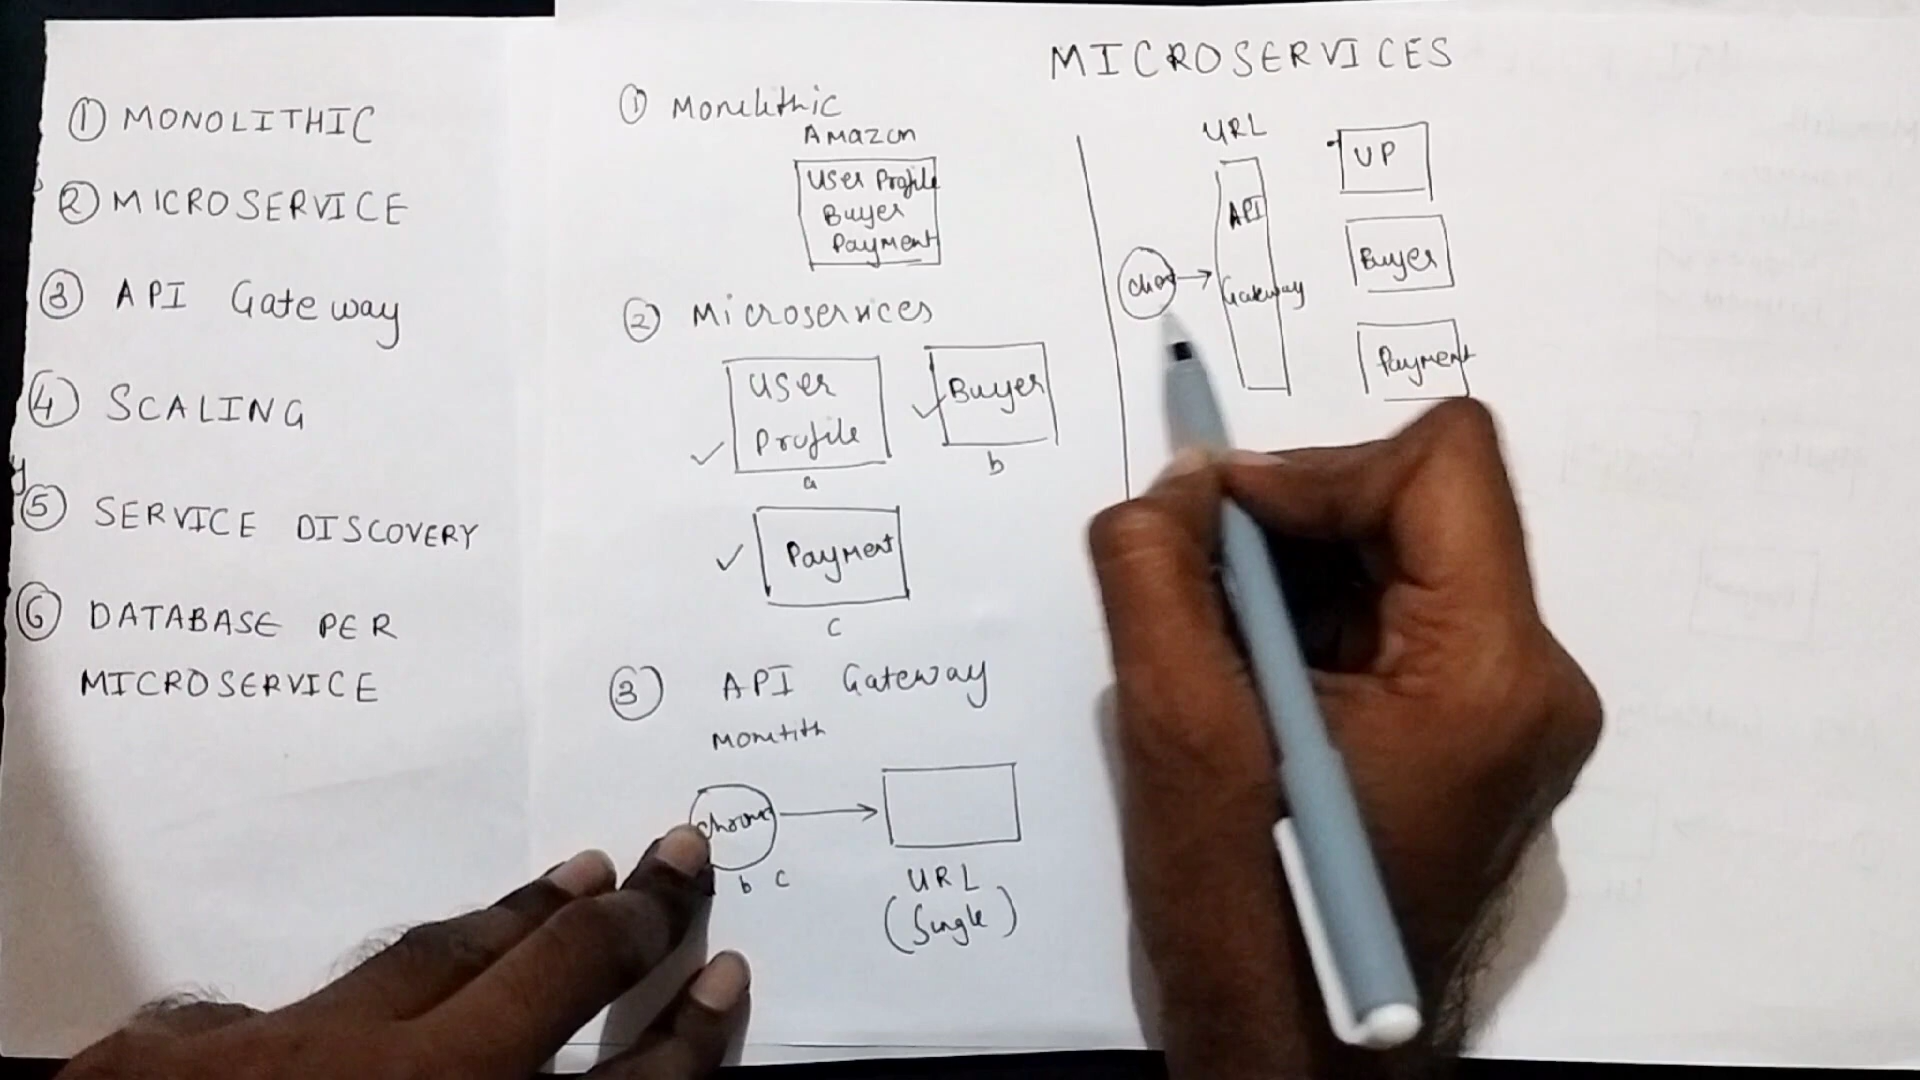 ① MONOLITHIC
② MICROSERVICE
③ API Gateway
④ SCALING
⑤ SERVICE DISCOVERY
⑥ DATABASE PER
MICROSERVICE
MICROSERVICES
① Monolithic
Amazon
User Profile
Buyer
Payment
② Microservices
User
Profile
a
Buyer
b
Payment
c
③ API Gateway
Chrome
b c
URL
(Single)
URL
API
Gateway
UP
Buyer
Payment